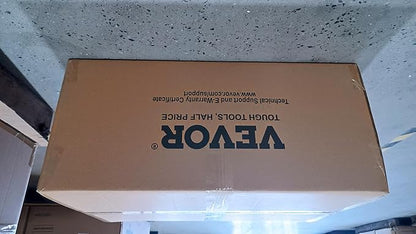 VEVOR®
TOUGH TOOLS, HALF PRICE
Technical Support and E-Warranty Certificate
www.vevor.com/support